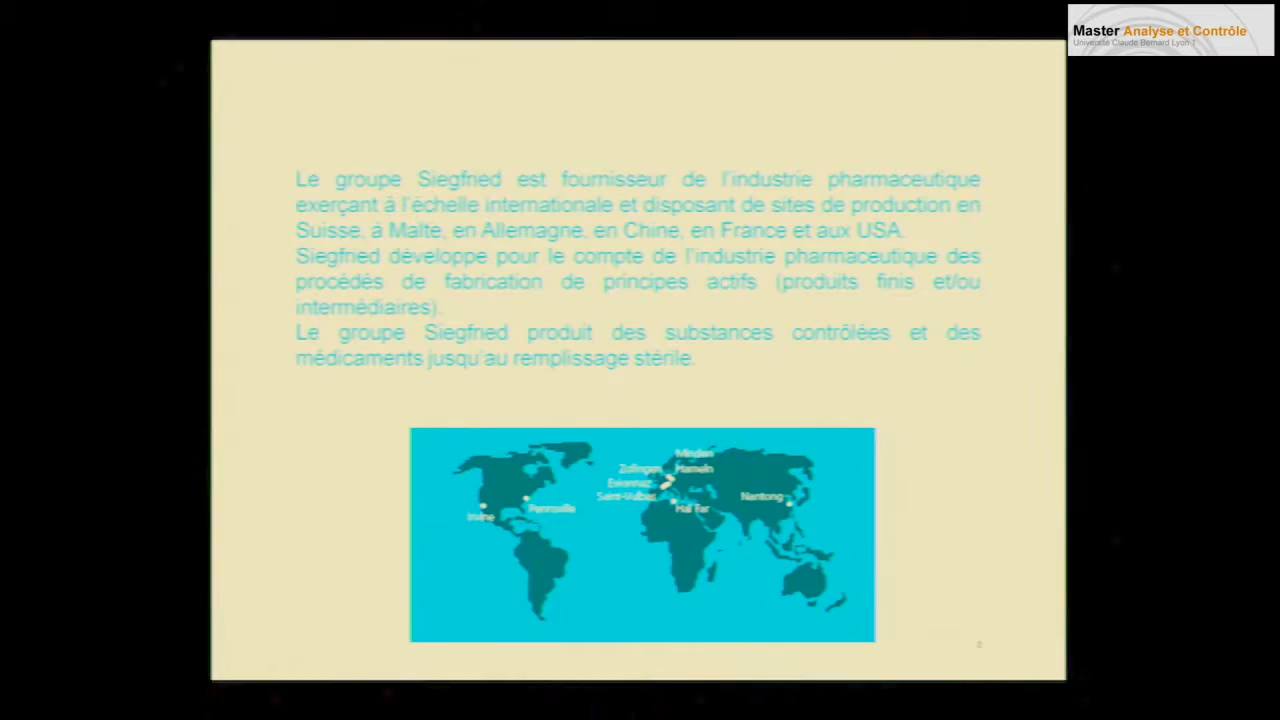 Master Analyse et Contrôle
Université Claude Bernard Lyon 1
Le groupe Siegfried est fournisseur de l'industrie pharmaceutique
exerçant à l'échelle internationale et disposant de sites de production en
Suisse, à Malte, en Allemagne, en Chine, en France et aux USA.
Siegfried développe pour le compte de l'industrie pharmaceutique des
procédés de fabrication de principes actifs (produits finis et/ou
intermédiaires).
Le groupe Siegfried produit des substances contrôlées et des
médicaments jusqu'au remplissage stérile.
Minden
Zofingen Hameln
Evionnaz
Saint-Vulbas Nantong
Irvine Pennsville Hal Far
2